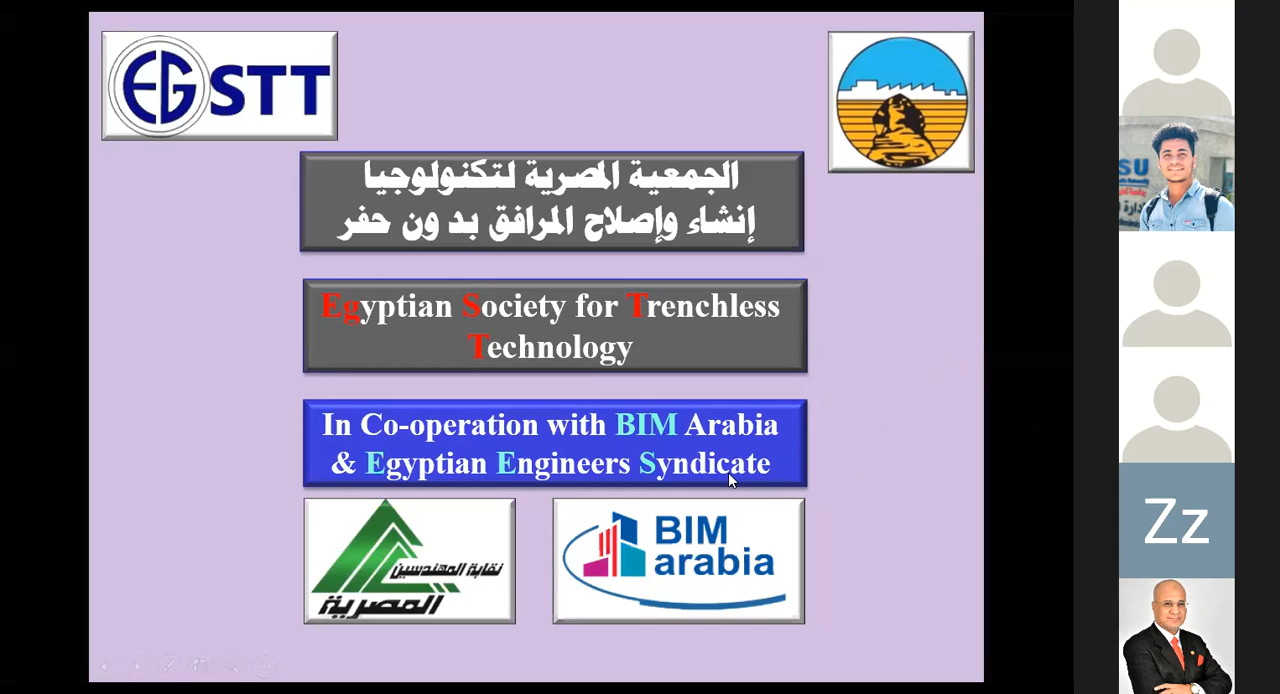 EGSTT
الجمعية المصرية لتكنولوجيا
إنشاء وإصلاح المرافق بد ون حفر
Egyptian Society for Trenchless
Technology
In Co-operation with BIM Arabia
& Egyptian Engineers Syndicate
نقابة المهندسين
المصرية
BIM
arabia
SU
Zz